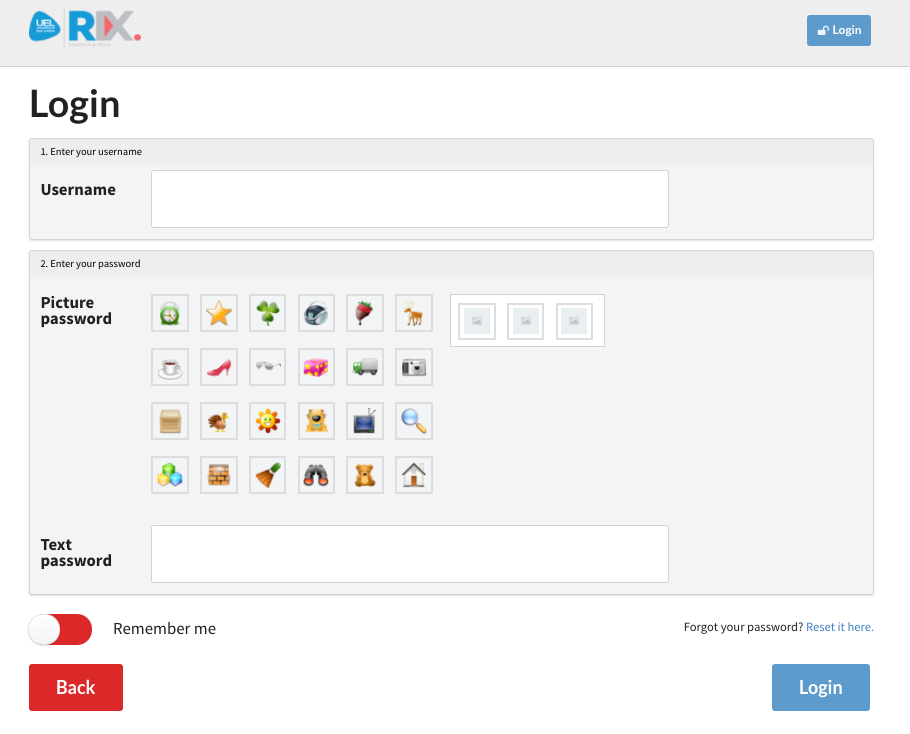 UEL
RIX.
Login
Login
1. Enter your username
Username
2. Enter your password
Picture
password
Text
password
Remember me
Forgot your password? Reset it here.
Back
Login